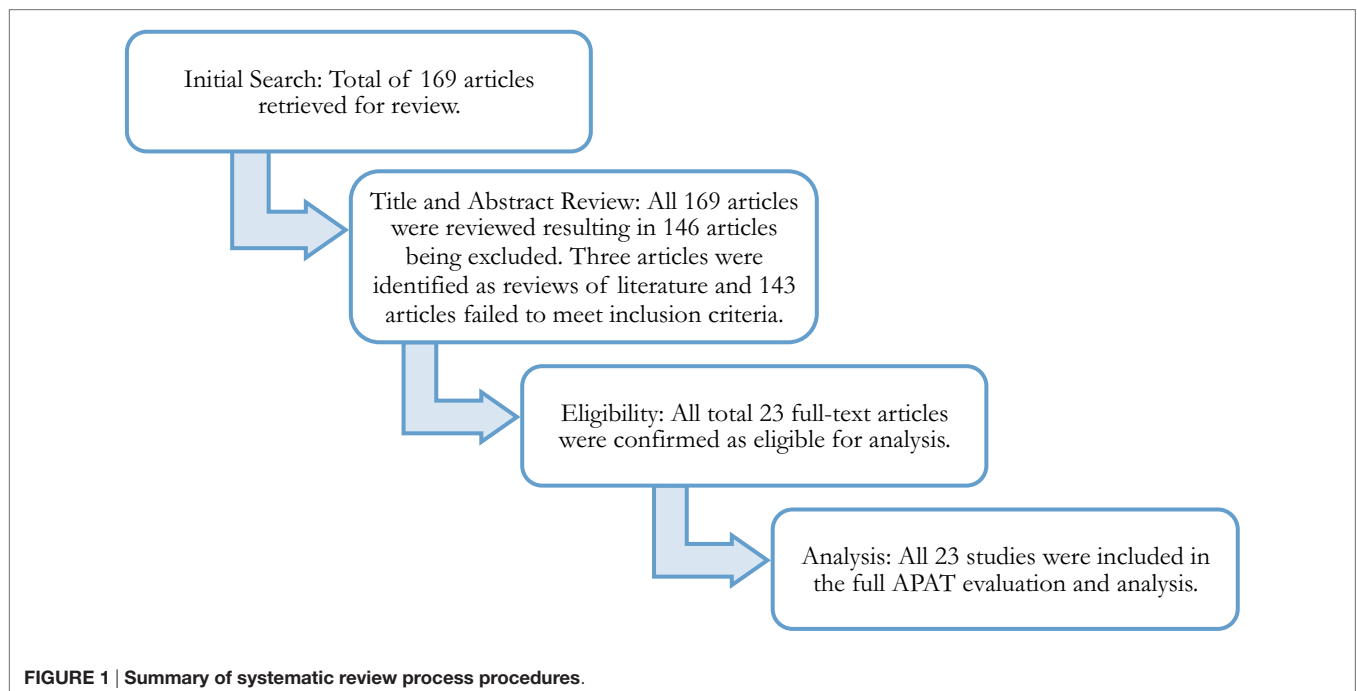 Initial Search: Total of 169 articles
retrieved for review.
Title and Abstract Review: All 169 articles
were reviewed resulting in 146 articles
being excluded. Three articles were
identified as reviews of literature and 143
articles failed to meet inclusion criteria.
Eligibility: All total 23 full-text articles
were confirmed as eligible for analysis.
Analysis: All 23 studies were included in
the full APAT evaluation and analysis.
FIGURE 1 | Summary of systematic review process procedures.